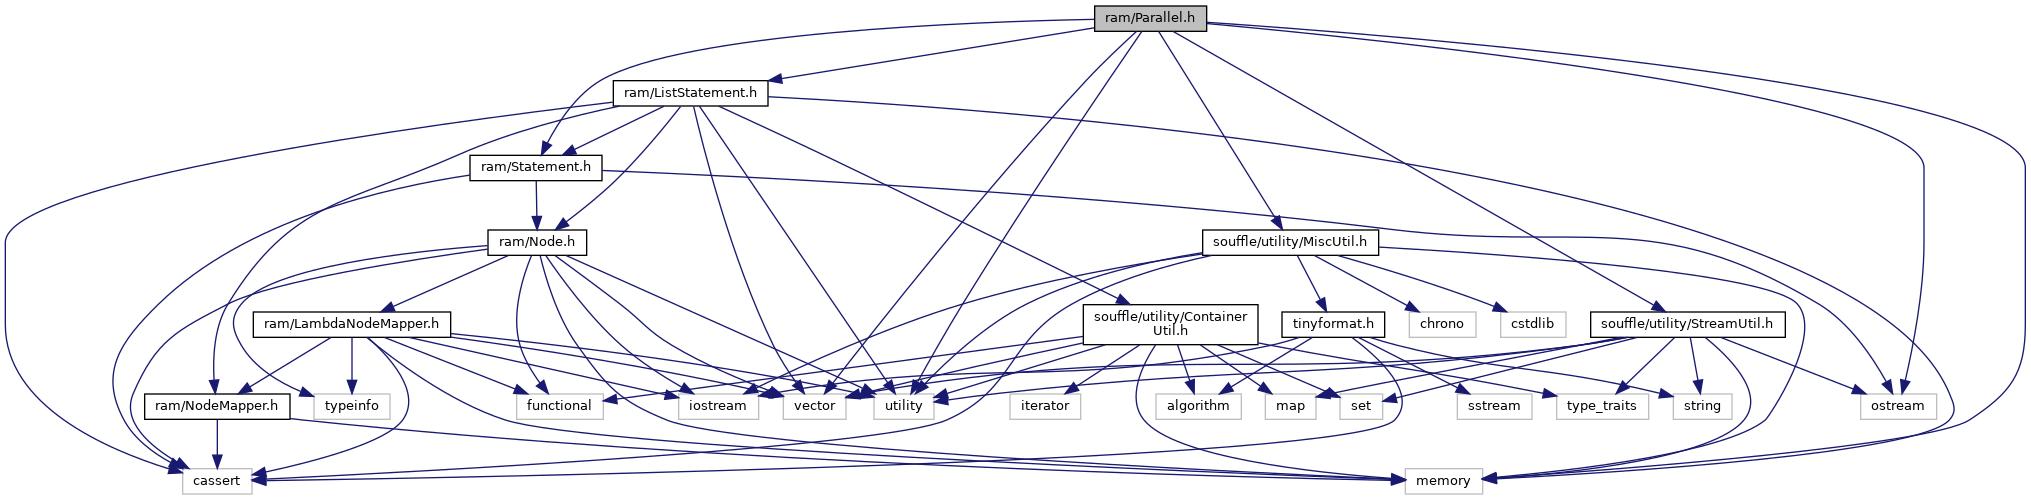 ram/Parallel.h
ram/ListStatement.h
ram/Statement.h
ram/Node.h
souffle/utility/MiscUtil.h
ram/LambdaNodeMapper.h
souffle/utility/Container
Util.h
tinyformat.h
chrono
cstdlib
souffle/utility/StreamUtil.h
ram/NodeMapper.h
typeinfo
functional
iostream
vector
utility
iterator
algorithm
map
set
sstream
type_traits
string
ostream
cassert
memory